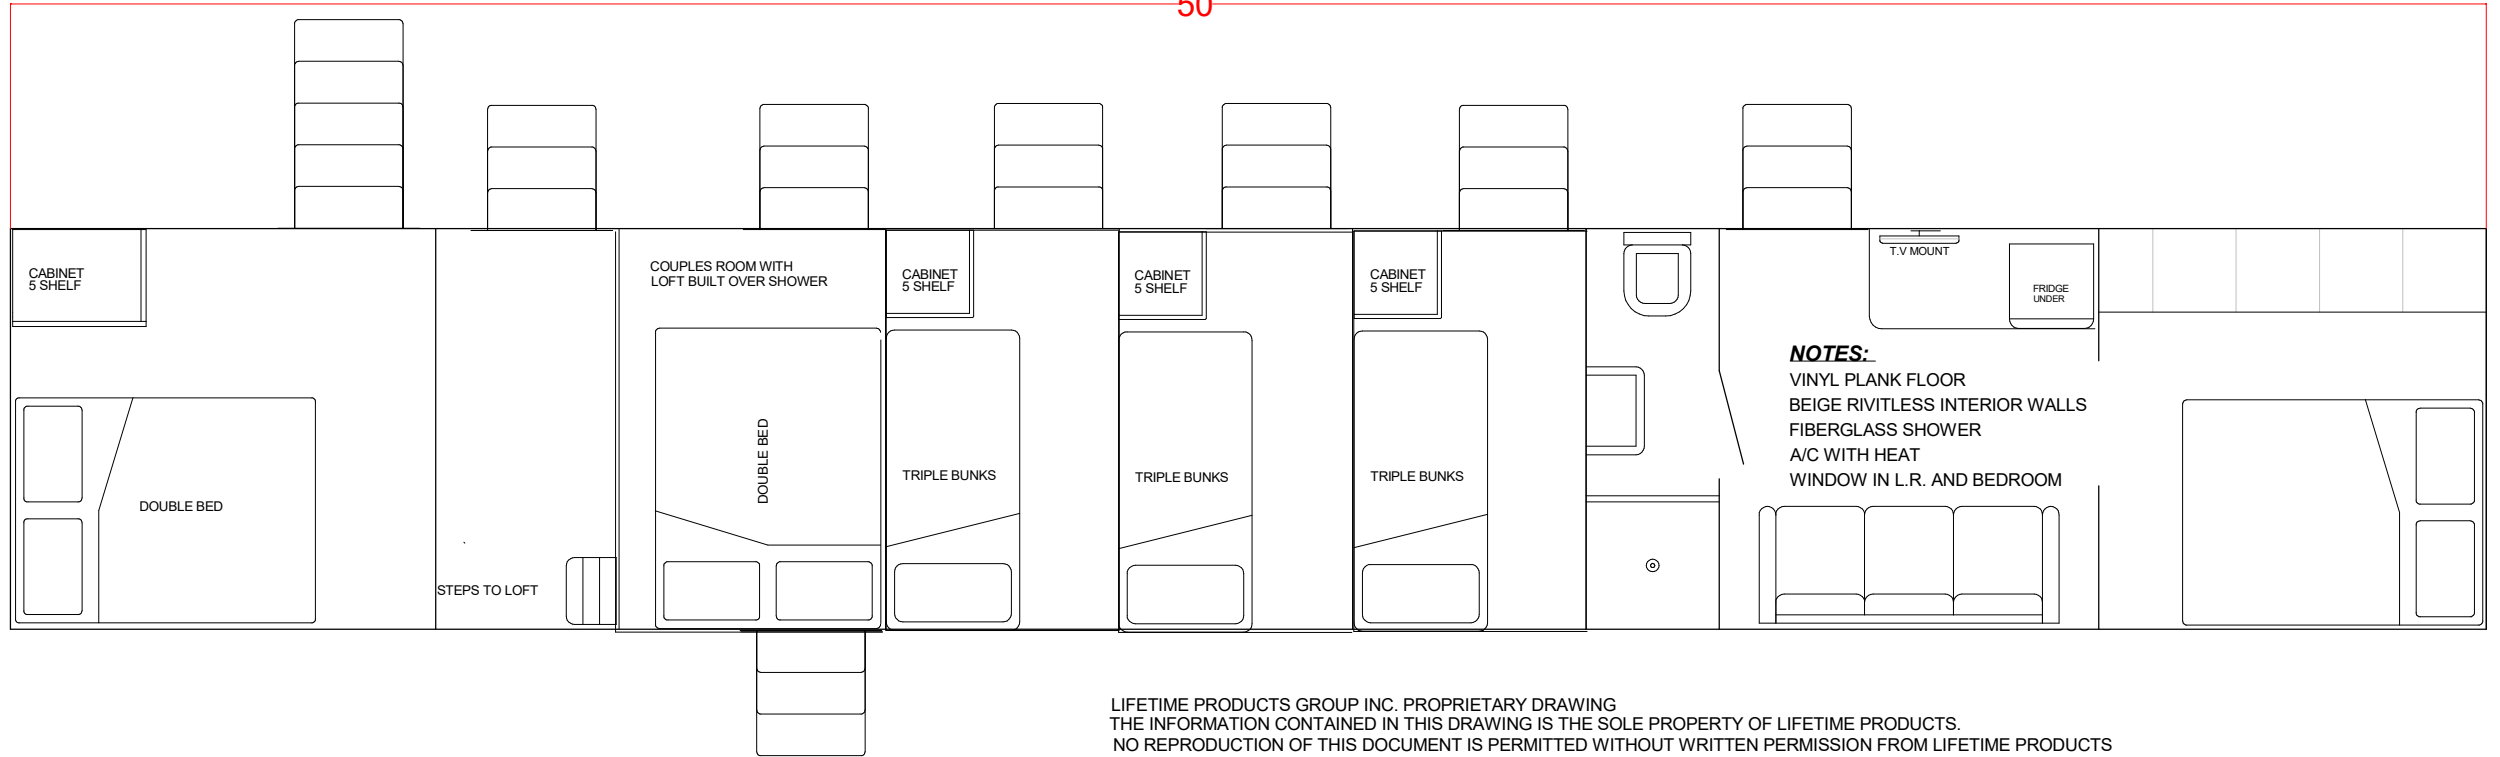 50
CABINET
5 SHELF
DOUBLE BED
STEPS TO LOFT
COUPLES ROOM WITH
LOFT BUILT OVER SHOWER
DOUBLE BED
CABINET
5 SHELF
TRIPLE BUNKS
CABINET
5 SHELF
TRIPLE BUNKS
CABINET
5 SHELF
TRIPLE BUNKS
T.V MOUNT
FRIDGE
UNDER
NOTES:
VINYL PLANK FLOOR
BEIGE RIVITLESS INTERIOR WALLS
FIBERGLASS SHOWER
A/C WITH HEAT
WINDOW IN L.R. AND BEDROOM
LIFETIME PRODUCTS GROUP INC. PROPRIETARY DRAWING
THE INFORMATION CONTAINED IN THIS DRAWING IS THE SOLE PROPERTY OF LIFETIME PRODUCTS.
NO REPRODUCTION OF THIS DOCUMENT IS PERMITTED WITHOUT WRITTEN PERMISSION FROM LIFETIME PRODUCTS